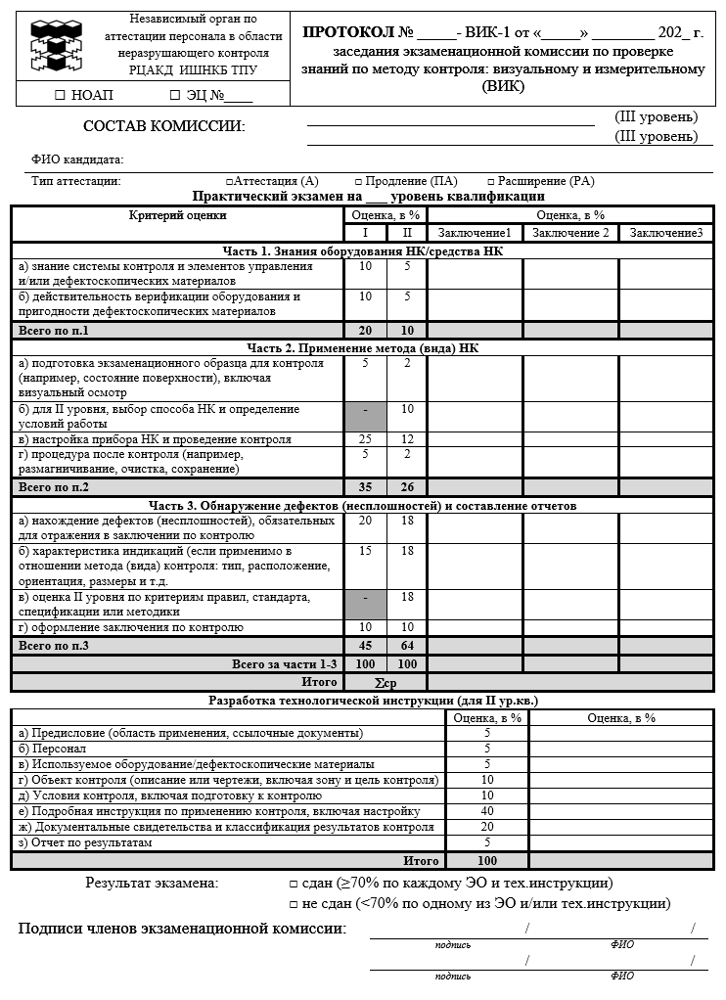 Независимый орган по
аттестации персонала в области
неразрушающего контроля
РЦАКД ИШНКБ ТПУ
□ НОАП □ ЭЦ №____
ПРОТОКОЛ № _____- ВИК-1 от «_____» ________ 202_ г.
заседания экзаменационной комиссии по проверке
знаний по методу контроля: визуальному и измерительному
(ВИК)
СОСТАВ КОМИССИИ: (III уровень)
(III уровень)
ФИО кандидата:
Тип аттестации: □Аттестация (А) □ Продление (ПА) □ Расширение (РА)
Практический экзамен на ___ уровень квалификации
Критерий оценки Оценка, в % Оценка, в %
I II Заключение1 Заключение 2 Заключение3
Часть 1. Знания оборудования НК/средства НК
а) знание системы контроля и элементов управления 10 5
и/или дефектоскопических материалов
б) действительность верификации оборудования и 10 5
пригодности дефектоскопических материалов
Всего по п.1 20 10
Часть 2. Применение метода (вида) НК
а) подготовка экзаменационного образца для контроля 5 2
(например, состояние поверхности), включая
визуальный осмотр
б) для II уровня, выбор способа НК и определение - 10
условий работы
в) настройка прибора НК и проведение контроля 25 12
г) процедура после контроля (например, 5 2
размагничивание, очистка, сохранение)
Всего по п.2 35 26
Часть 3. Обнаружение дефектов (несплошностей) и составление отчетов
а) нахождение дефектов (несплошностей), обязательных 20 18
для отражения в заключении по контролю
б) характеристика индикаций (если применимо в 15 18
отношении метода (вида) контроля: тип, расположение,
ориентация, размеры и т.д.
в) оценка II уровня по критериям правил, стандарта, - 18
спецификации или методики
г) оформление заключения по контролю 10 10
Всего по п.3 45 64
Всего за части 1-3 100 100
Итого Σср
Разработка технологической инструкции (для II ур.кв.)
Оценка, в % Оценка, в %
а) Предисловие (область применения, ссылочные документы) 5
б) Персонал 5
в) Используемое оборудование/дефектоскопические материалы 5
г) Объект контроля (описание или чертежи, включая зону и цель контроля) 10
д) Условия контроля, включая подготовку к контролю 10
е) Подробная инструкция по применению контроля, включая настройку 40
ж) Документальные свидетельства и классификация результатов контроля 20
з) Отчет по результатам 5
Итого 100
Результат экзамена: □ сдан (≥70% по каждому ЭО и тех.инструкции)
□ не сдан (<70% по одному из ЭО и/или тех.инструкции)
Подписи членов экзаменационной комиссии: / /
подпись ФИО
/ /
подпись ФИО